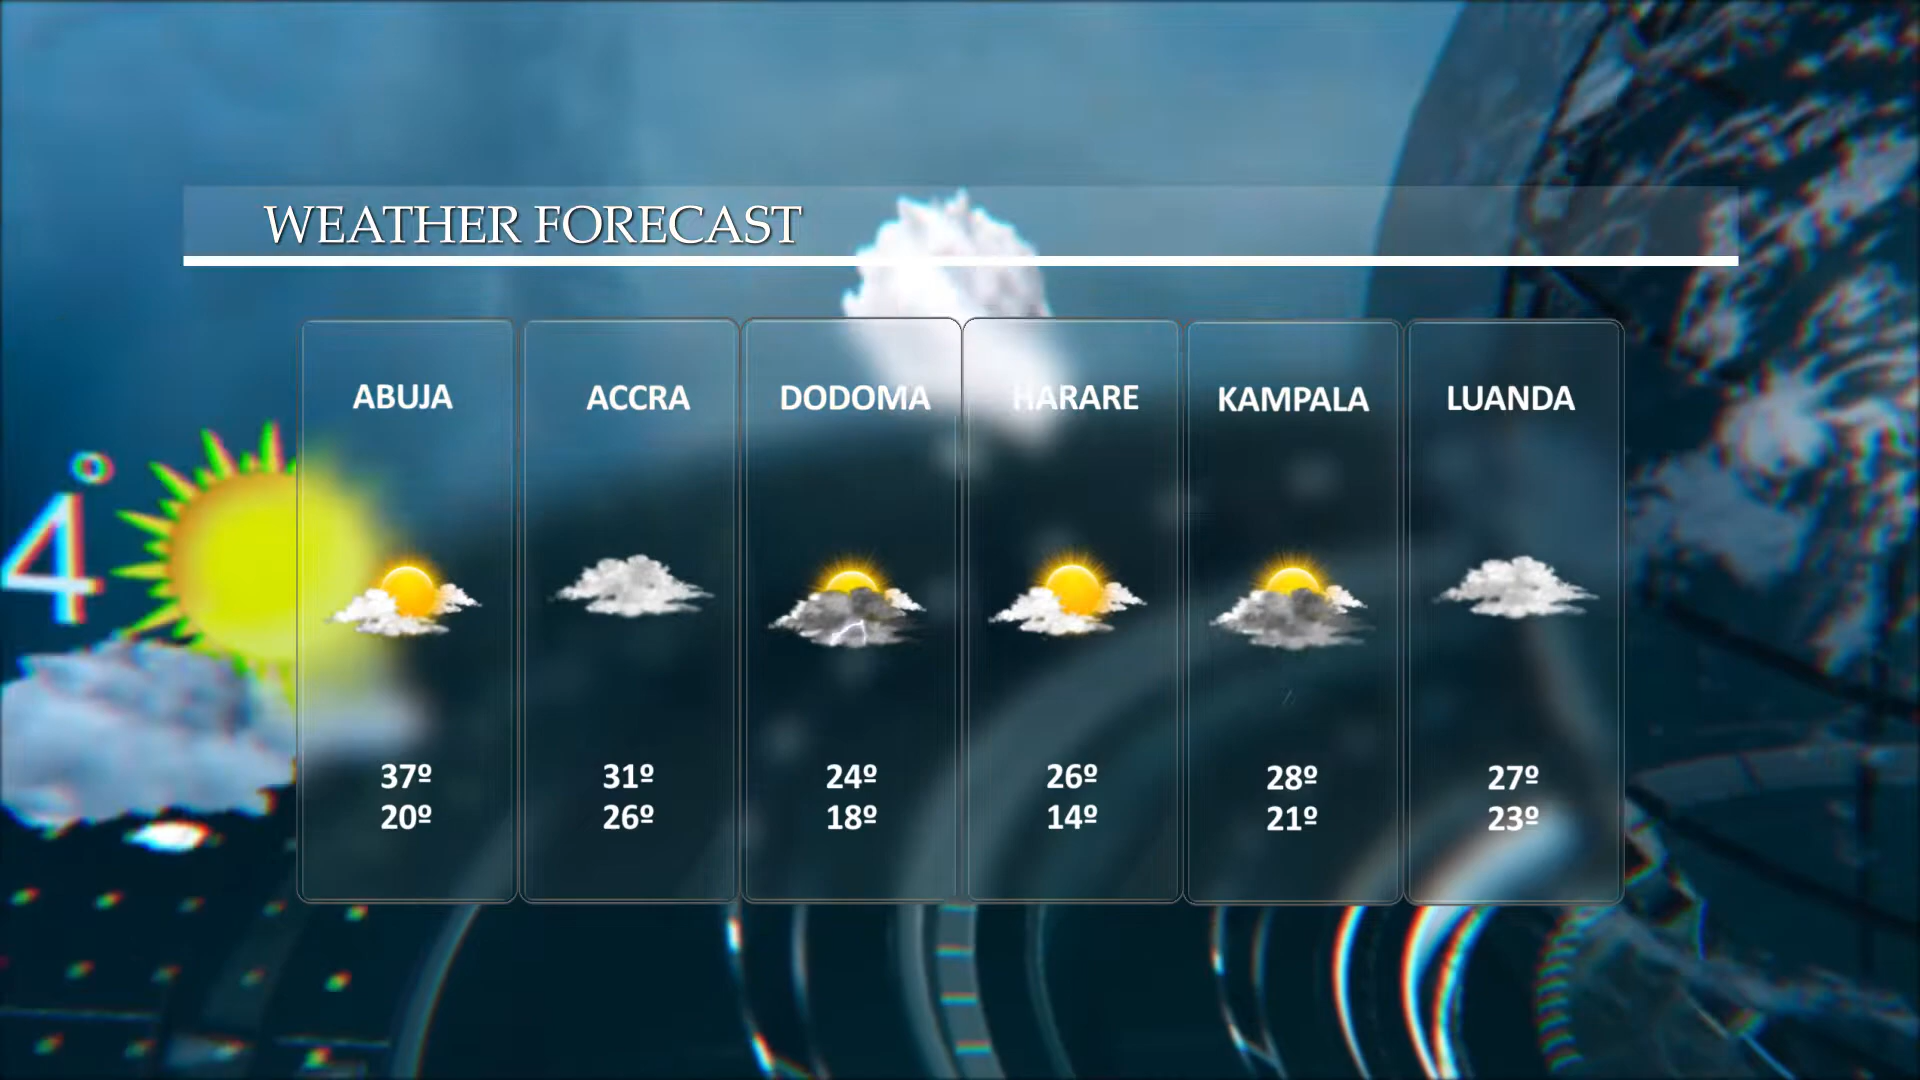 WEATHER FORECAST
ABUJA ACCRA DODOMA HARARE KAMPALA LUANDA
4°
37º 31º 24º 26º 28º 27º
20º 26º 18º 14º 21º 23º